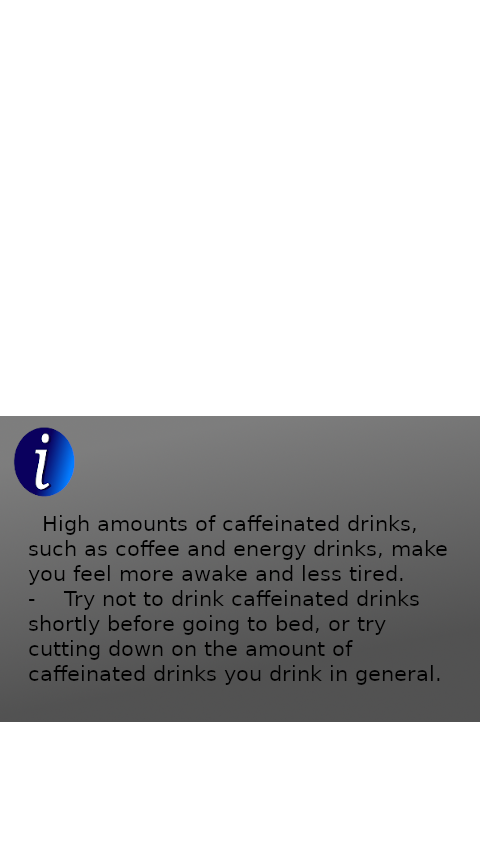 i
High amounts of caffeinated drinks,
such as coffee and energy drinks, make
you feel more awake and less tired.
- Try not to drink caffeinated drinks
shortly before going to bed, or try
cutting down on the amount of
caffeinated drinks you drink in general.